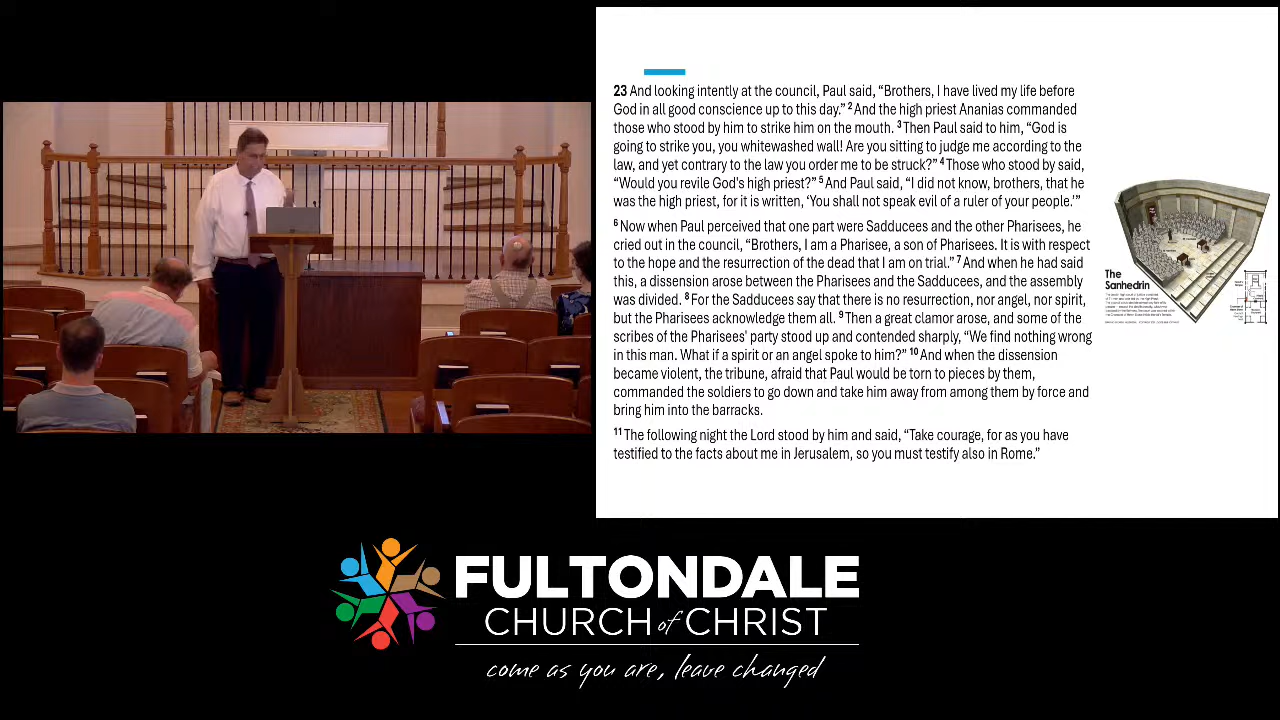 23 And looking intently at the council, Paul said, “Brothers, I have lived my life before
God in all good conscience up to this day.” 2 And the high priest Ananias commanded
those who stood by him to strike him on the mouth. 3 Then Paul said to him, “God is
going to strike you, you whitewashed wall! Are you sitting to judge me according to the
law, and yet contrary to the law you order me to be struck?” 4 Those who stood by said,
“Would you revile God's high priest?” 5 And Paul said, “I did not know, brothers, that he
was the high priest, for it is written, ‘You shall not speak evil of a ruler of your people.’”
6 Now when Paul perceived that one part were Sadducees and the other Pharisees, he
cried out in the council, “Brothers, I am a Pharisee, a son of Pharisees. It is with respect
to the hope and the resurrection of the dead that I am on trial.” 7 And when he had said
this, a dissension arose between the Pharisees and the Sadducees, and the assembly
was divided. 8 For the Sadducees say that there is no resurrection, nor angel, nor spirit,
but the Pharisees acknowledge them all. 9 Then a great clamor arose, and some of the
scribes of the Pharisees' party stood up and contended sharply, “We find nothing wrong
in this man. What if a spirit or an angel spoke to him?” 10 And when the dissension
became violent, the tribune, afraid that Paul would be torn to pieces by them,
commanded the soldiers to go down and take him away from among them by force and
bring him into the barracks.
11 The following night the Lord stood by him and said, “Take courage, for as you have
testified to the facts about me in Jerusalem, so you must testify also in Rome.”
The
Sanhedrin
FULTONDALE
CHURCH of CHRIST
come as you are, leave changed